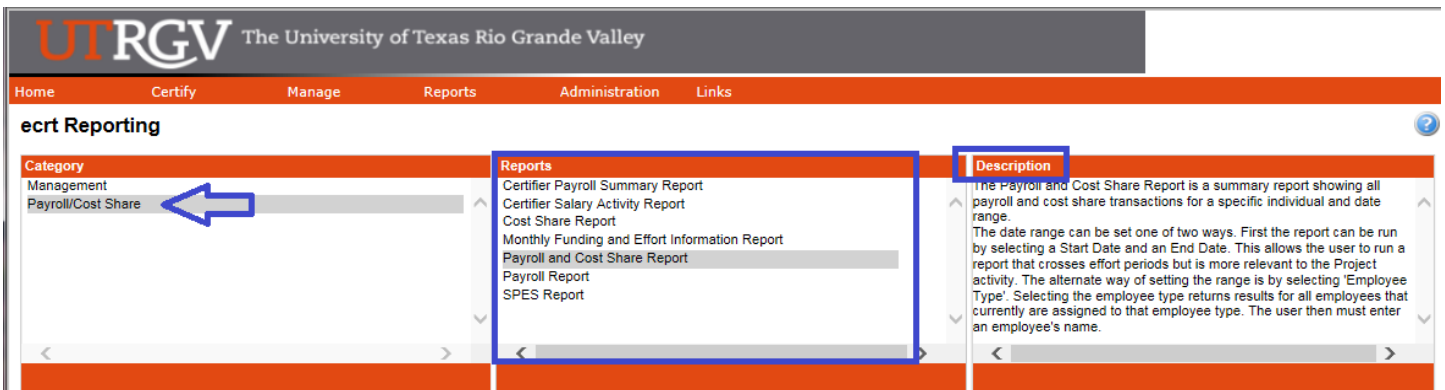 UTRGV The University of Texas Rio Grande Valley
Home Certify Manage Reports Administration Links
ecrt Reporting
?
Category
Management
Payroll/Cost Share
Reports
Certifier Payroll Summary Report
Certifier Salary Activity Report
Cost Share Report
Monthly Funding and Effort Information Report
Payroll and Cost Share Report
Payroll Report
SPES Report
Description
The Payroll and Cost Share Report is a summary report showing all
payroll and cost share transactions for a specific individual and date
range.
The date range can be set one of two ways. First the report can be run
by selecting a Start Date and an End Date. This allows the user to run a
report that crosses effort periods but is more relevant to the Project
activity. The alternate way of setting the range is by selecting 'Employee
Type'. Selecting the employee type returns results for all employees that
currently are assigned to that employee type. The user then must enter
an employee's name.